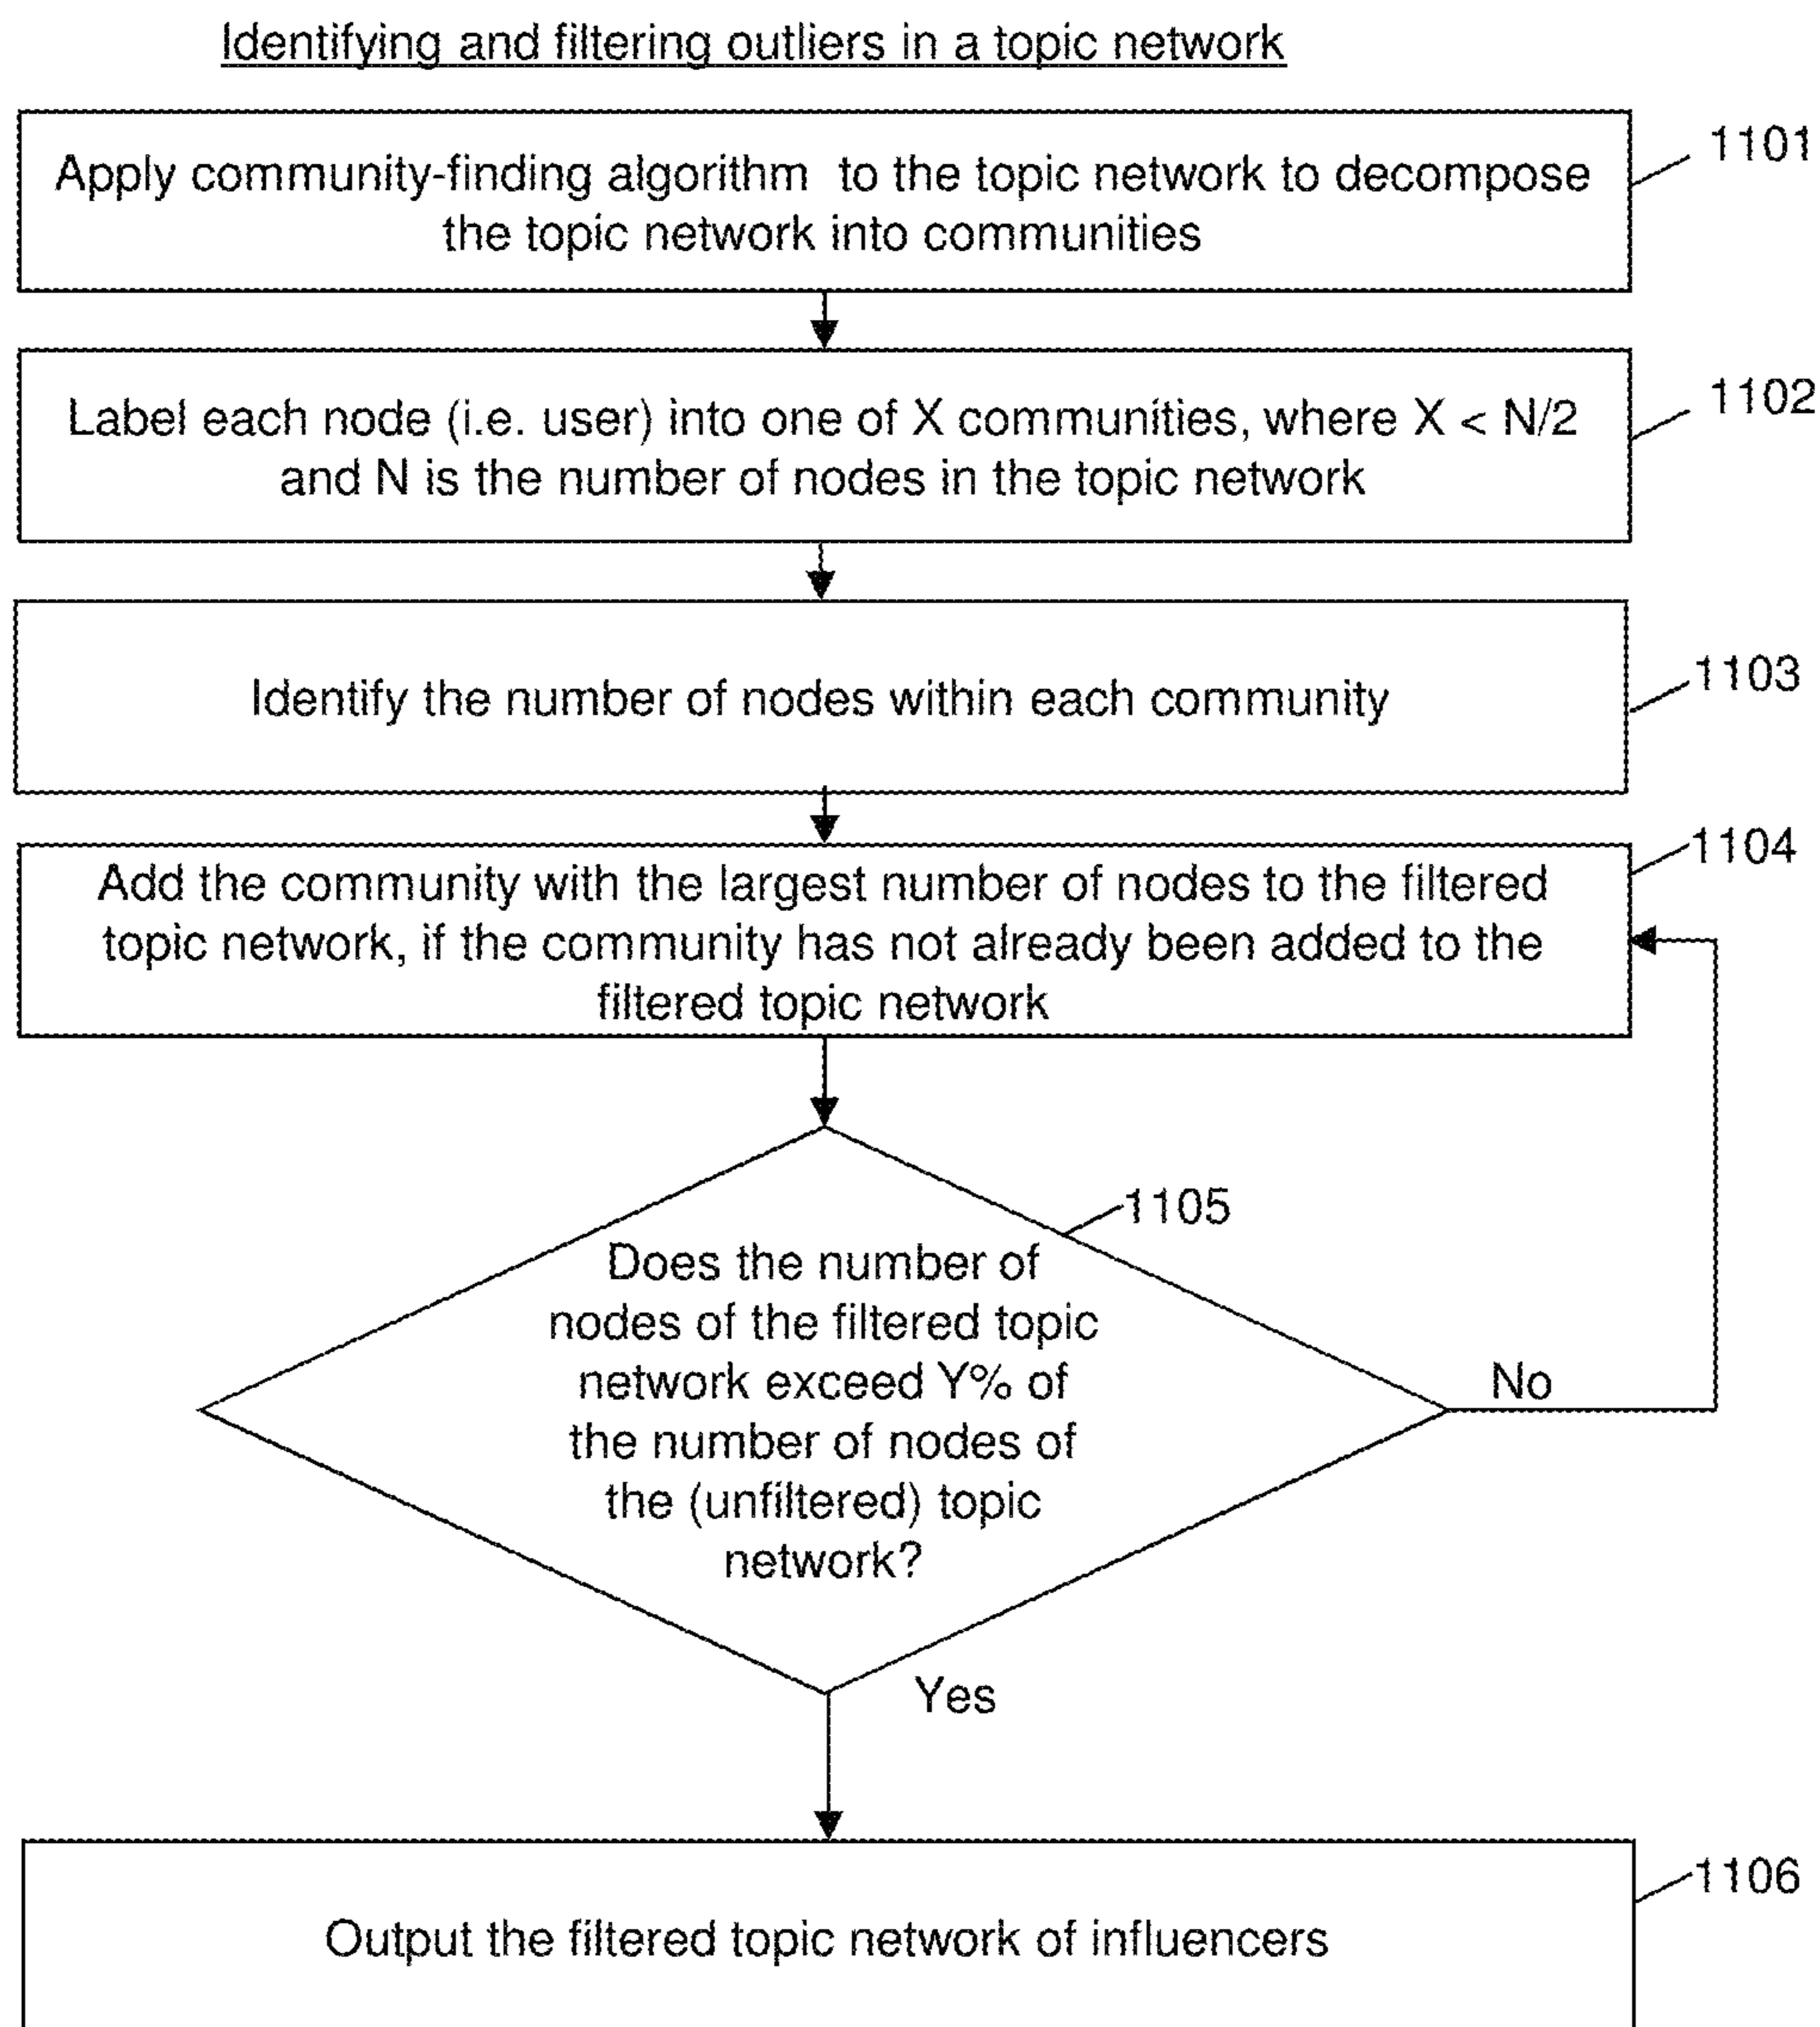 Identifying and filtering outliers in a topic network
Apply community-finding algorithm to the topic network to decompose
the topic network into communities
1101
Label each node (i.e. user) into one of X communities, where X < N/2
and N is the number of nodes in the topic network
1102
Identify the number of nodes within each community
1103
Add the community with the largest number of nodes to the filtered
topic network, if the community has not already been added to the
filtered topic network
1104
1105
Does the number of
nodes of the filtered topic
network exceed Y% of
the number of nodes of
the (unfiltered) topic
network?
No
Yes
Output the filtered topic network of influencers
1106